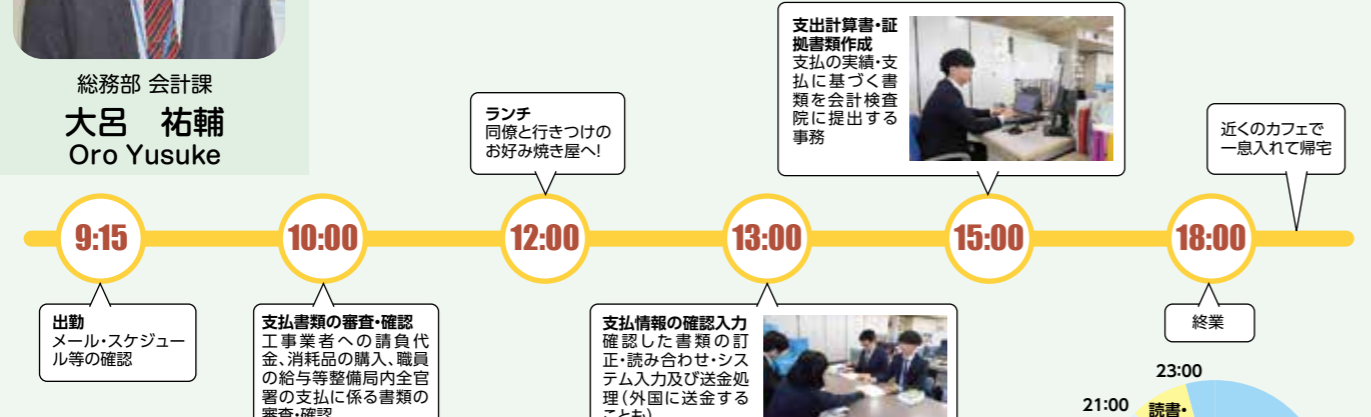 総務部 会計課
大呂 祐輔
Oro Yusuke
支出計算書・証
拠書類作成
支払の実績・支
払に基づく書
類を会計検査
院に提出する
事務
ランチ
同僚と行きつけの
お好み焼き屋へ!
近くのカフェで
一息入れて帰宅
9:15
10:00
12:00
13:00
15:00
18:00
出勤
メール・スケジュー
ル等の確認
支払書類の審査・確認
工事業者への請負代
金、消耗品の購入、職員
の給与等整備局内全官
署の支払に係る書類の
審査・確認
支払情報の確認入力
確認した書類の訂
正・読み合わせ・シス
テム入力及び送金処
理(外国に送金する
ことも)
終業
23:00
21:00
読書・